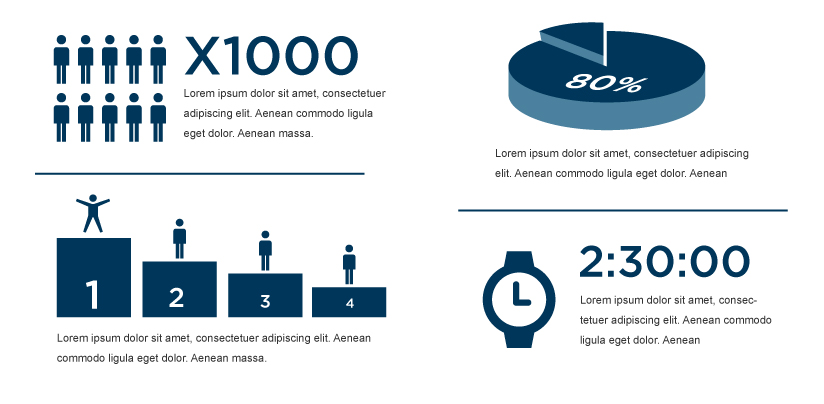 X1000
Lorem ipsum dolor sit amet, consectetuer
adipiscing elit. Aenean commodo ligula
eget dolor. Aenean massa.
1
2
3
4
Lorem ipsum dolor sit amet, consectetuer adipiscing elit. Aenean
commodo ligula eget dolor. Aenean massa.
80%
Lorem ipsum dolor sit amet, consectetuer adipiscing
elit. Aenean commodo ligula eget dolor. Aenean
2:30:00
Lorem ipsum dolor sit amet, consec-
tetuer adipiscing elit. Aenean commodo
ligula eget dolor. Aenean